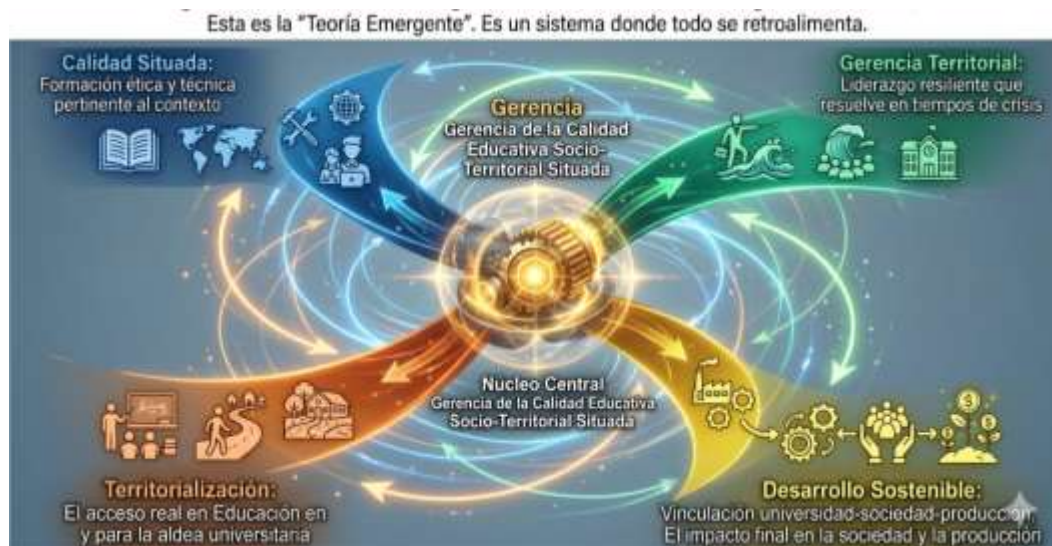 Esta es la "Teoría Emergente". Es un sistema donde todo se retroalimenta.
Calidad Situada:
Formación ética y técnica
pertinente al contexto
Gerencia
Gerencia de la Calidad
Educativa Socio-
Territorial Situada
Gerencia Territorial:
Liderazgo resiliente que
resuelve en tiempos de crisis
Nucleo Central
Gerencia de la Calidad Educativa
Socio-Territorial Situada
Territorialización:
El acceso real en Educación en
y para la aldea universitaria
Desarrollo Sostenible:
Vinculación universidad-sociedad-producción
El impacto final en la sociedad y la producción